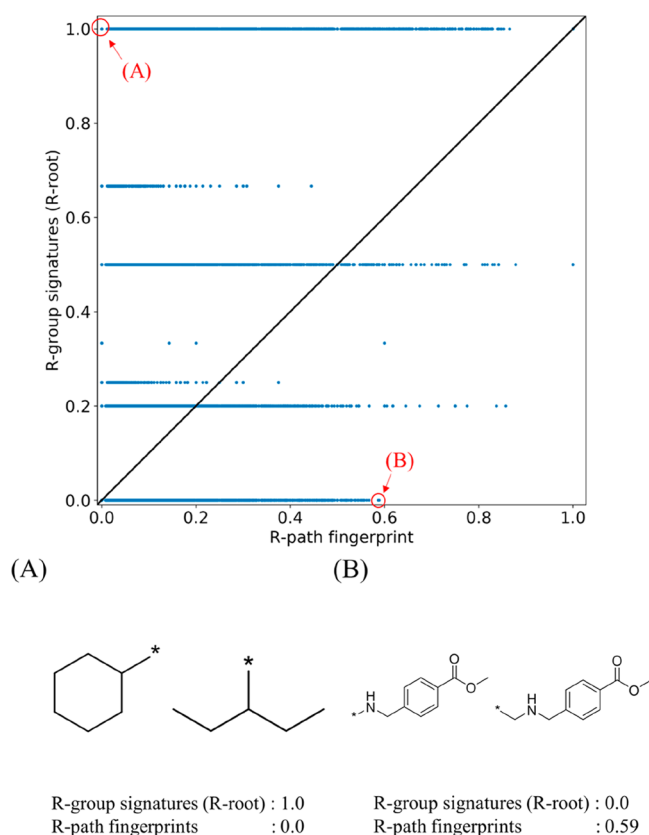 1.0
(A)
0.8
0.6
0.4
0.2
(B)
0.0
R-group signatures (R-root)
0.0 0.2 0.4 0.6 0.8 1.0
R-path fingerprint
(A) (B)
* * * H N O O * H N O O
R-group signatures (R-root) : 1.0
R-path fingerprints : 0.0
R-group signatures (R-root) : 0.0
R-path fingerprints : 0.59